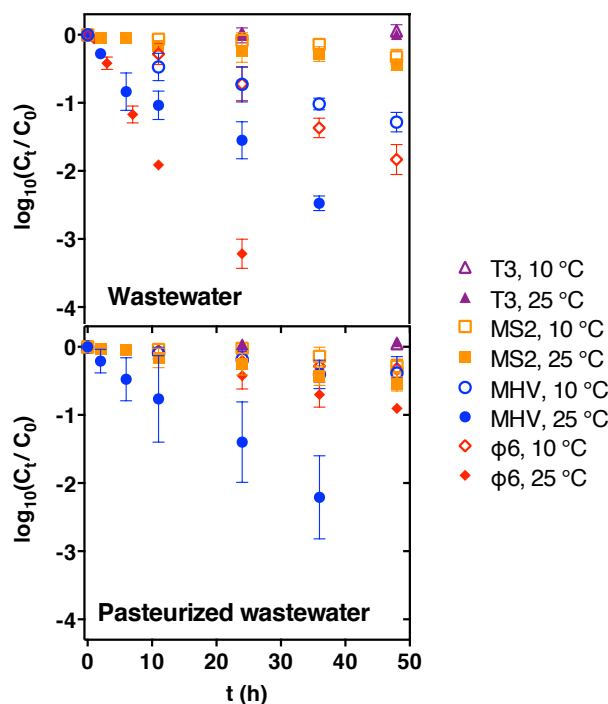 0
-1
-2
-3
-4
log₁₀(Cₜ/C₀)
Wastewater
0
-1
-2
-3
-4
log₁₀(Cₜ/C₀)
Pasteurized wastewater
0 10 20 30 40 50
t (h)
T3, 10 °C
T3, 25 °C
MS2, 10 °C
MS2, 25 °C
MHV, 10 °C
MHV, 25 °C
φ6, 10 °C
φ6, 25 °C